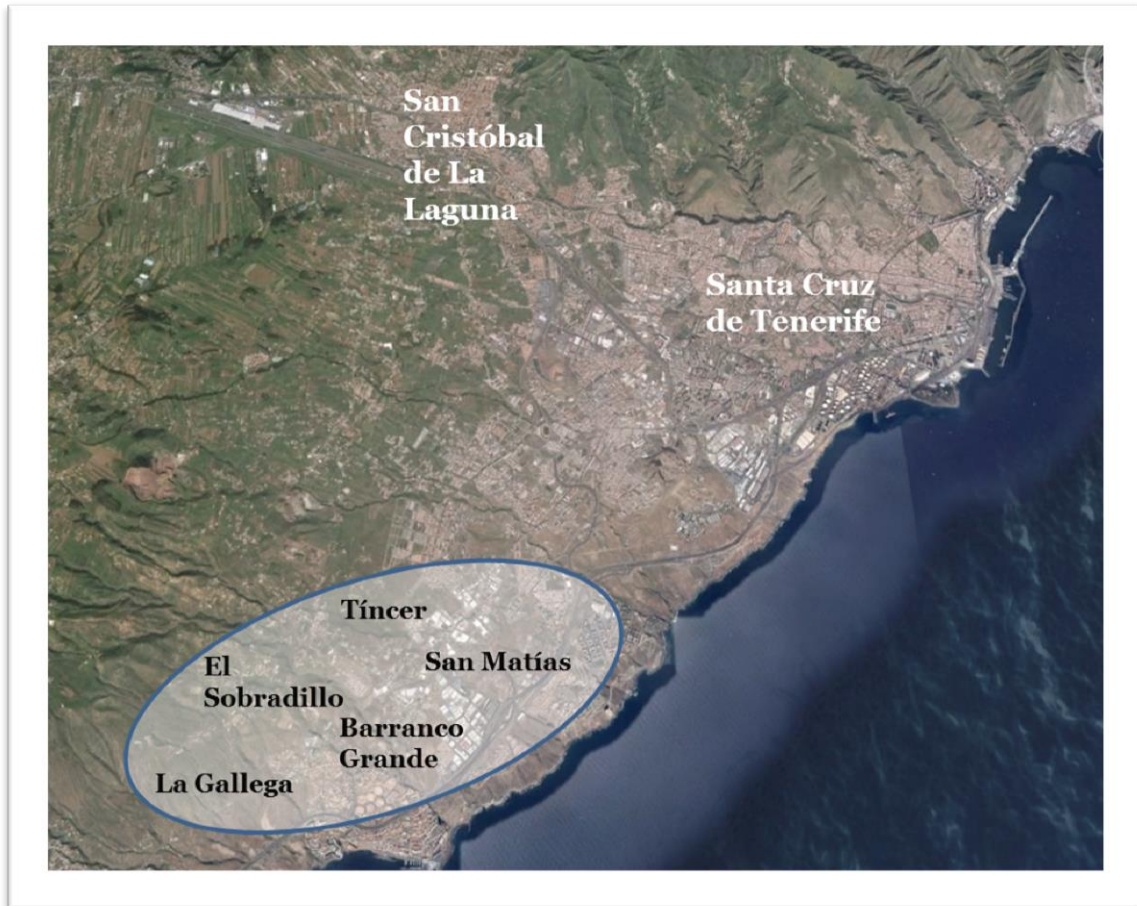 San
Cristóbal
de La
Laguna
Santa Cruz
de Tenerife
Tíncer
El
Sobradillo
San Matías
Barranco
Grande
La Gallega